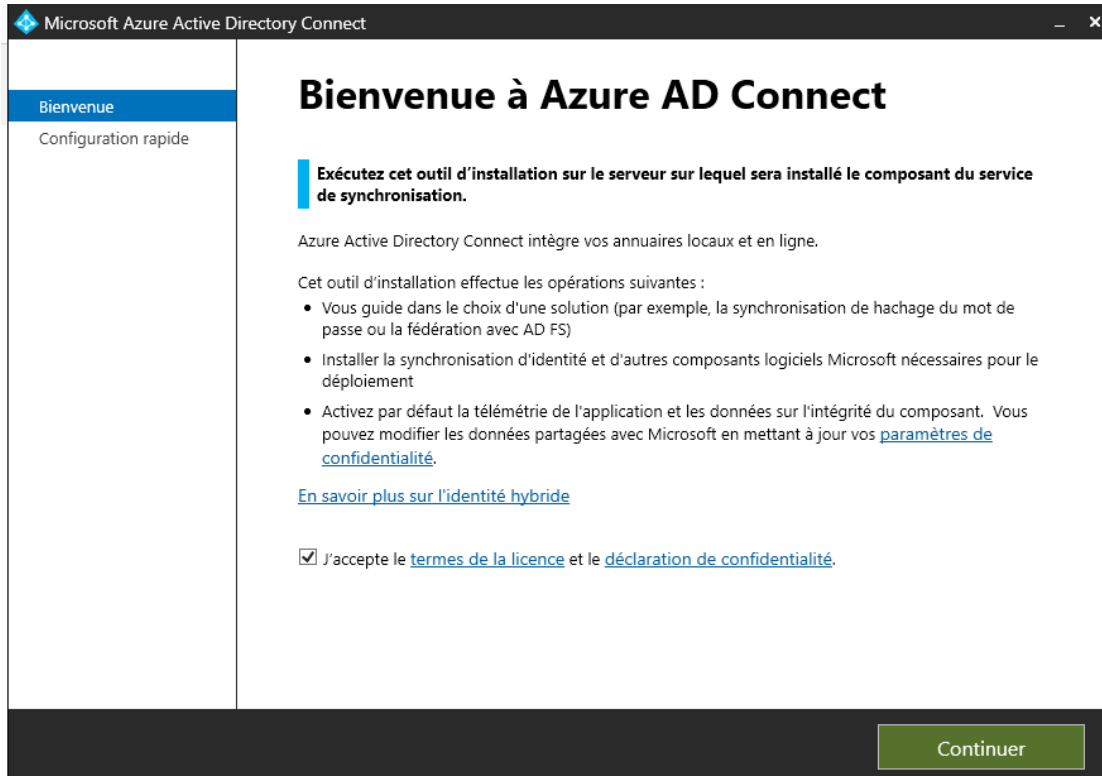 Microsoft Azure Active Directory Connect
Bienvenue
Configuration rapide
Bienvenue à Azure AD Connect
Exécutez cet outil d'installation sur le serveur sur lequel sera installé le composant du service
de synchronisation.
Azure Active Directory Connect intègre vos annuaires locaux et en ligne.
Cet outil d'installation effectue les opérations suivantes :
• Vous guide dans le choix d'une solution (par exemple, la synchronisation de hachage du mot de
passe ou la fédération avec AD FS)
• Installer la synchronisation d'identité et d'autres composants logiciels Microsoft nécessaires pour le
déploiement
• Activez par défaut la télémétrie de l'application et les données sur l'intégrité du composant.  Vous
pouvez modifier les données partagées avec Microsoft en mettant à jour vos paramètres de
confidentialité.
En savoir plus sur l'identité hybride
J'accepte le termes de la licence et le déclaration de confidentialité.
Continuer